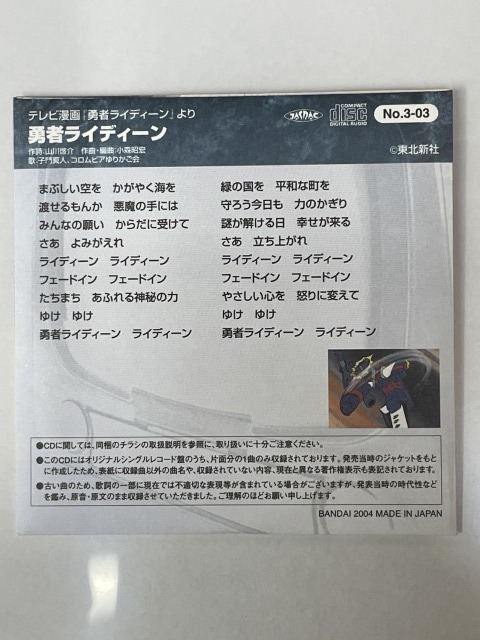 テレビ漫画『勇者ライディーン』より
勇者ライディーン
作詩:山川啓介 作曲・編曲:小森昭宏
歌:子門真人、コロムビアゆりかご会
JASRAC
COMPACT
disc
DIGITAL AUDIO
No.3-03
©東北新社
まぶしい空を かがやく海を
渡せるもんか 悪魔の手には
みんなの願い からだに受けて
さあ よみがえれ
ライディーン ライディーン
フェードイン フェードイン
たちまち あふれる神秘の力
ゆけ ゆけ
勇者ライディーン ライディーン
緑の国を 平和な町を
守ろう今日も 力のかぎり
謎が解ける日 幸せが来る
さあ 立ち上がれ
ライディーン ライディーン
フェードイン フェードイン
やさしい心を 怒りに変えて
ゆけ ゆけ
勇者ライディーン ライディーン
●CDに関しては、同梱のチラシの取扱説明を参照に、取り扱いに十分ご注意ください。
●このCDにはオリジナルシングルレコード盤のうち、片面分の1曲のみ収録されております。発売当時のジャケットをもと
に作成したため、表紙に収録曲以外の曲名や、収録されていない内容、現在と異なる著作権表示も表記されております。
●古い曲のため、歌詞の一部に現在では不適切な表現等が含まれている場合がございますが、発表当時の時代性など
を鑑み、原音・原文のまま収録させていただきました。ご理解のほどお願い申し上げます。
BANDAI 2004 MADE IN JAPAN